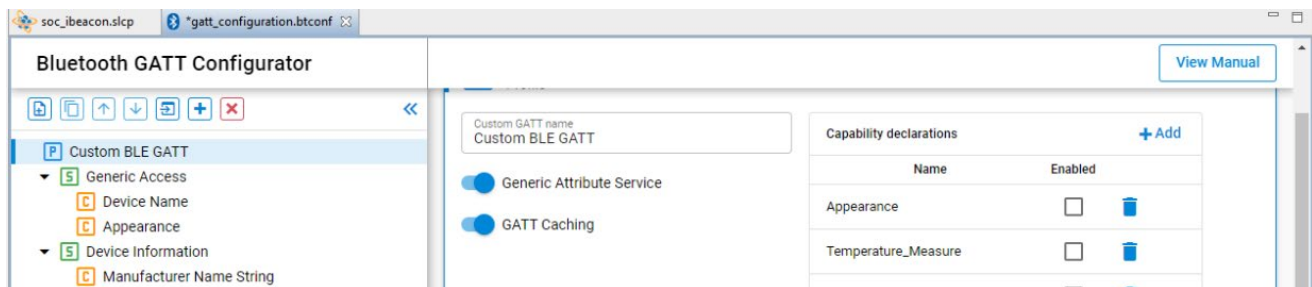 soc_ibeacon.slcp
*gatt_configuration.btconf
Bluetooth GATT Configurator
View Manual
P Custom BLE GATT
S Generic Access
C Device Name
C Appearance
S Device Information
C Manufacturer Name String
Custom GATT name
Custom BLE GATT
Generic Attribute Service
GATT Caching
Capability declarations
+ Add
Name Enabled
Appearance
Temperature_Measure